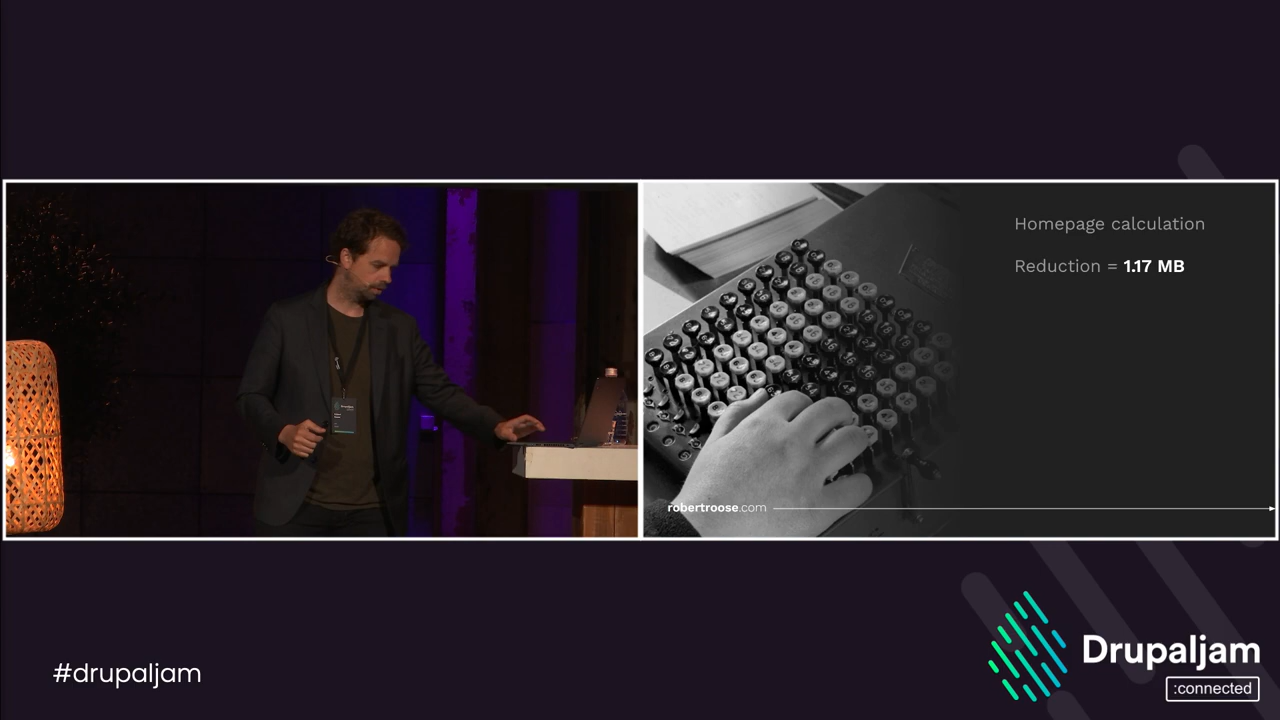 Homepage calculation
Reduction = 1.17 MB
robertroose.com
#drupaljam
Drupaljam
:connected